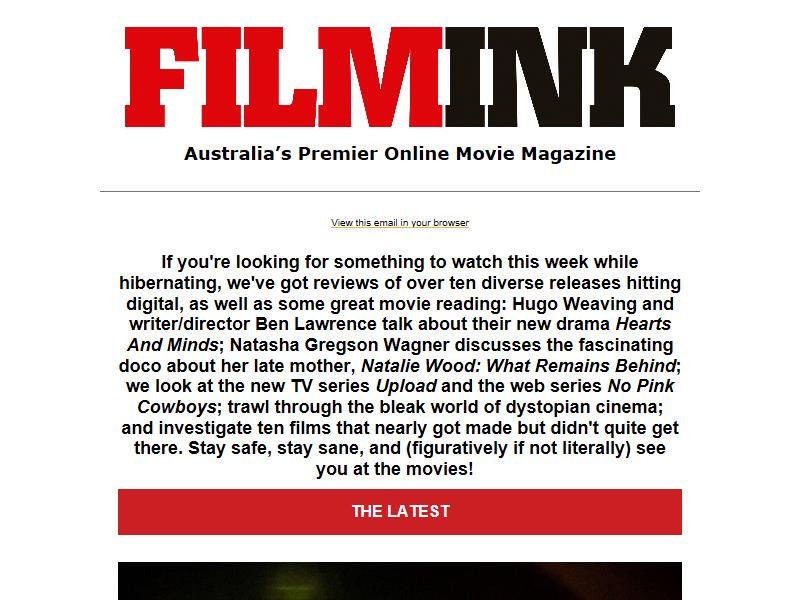 FILMINK
Australia’s Premier Online Movie Magazine
View this email in your browser
If you're looking for something to watch this week while
hibernating, we've got reviews of over ten diverse releases hitting
digital, as well as some great movie reading: Hugo Weaving and
writer/director Ben Lawrence talk about their new drama Hearts
And Minds; Natasha Gregson Wagner discusses the fascinating
doco about her late mother, Natalie Wood: What Remains Behind;
we look at the new TV series Upload and the web series No Pink
Cowboys; trawl through the bleak world of dystopian cinema;
and investigate ten films that nearly got made but didn't quite get
there. Stay safe, stay sane, and (figuratively if not literally) see
you at the movies!
THE LATEST